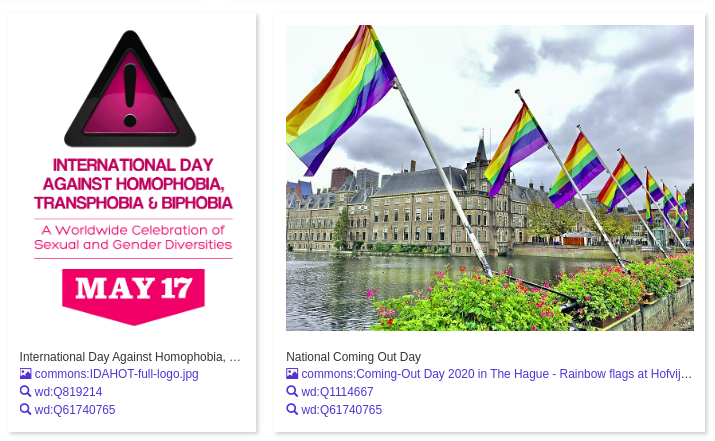 INTERNATIONAL DAY
AGAINST HOMOPHOBIA,
TRANSPHOBIA & BIPHOBIA
A Worldwide Celebration of
Sexual and Gender Diversities
MAY 17
International Day Against Homophobia, ...
commons:IDAHOT-full-logo.jpg
wd:Q819214
wd:Q61740765
National Coming Out Day
commons:Coming-Out Day 2020 in The Hague - Rainbow flags at Hofvij...
wd:Q1114667
wd:Q61740765